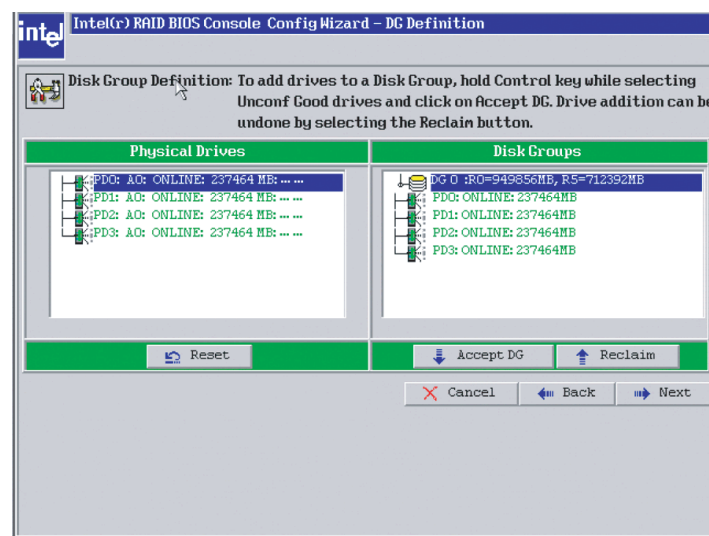 intel
Intel(r) RAID BIOS Console Config Wizard – DG Definition
Disk Group Definition: To add drives to a Disk Group, hold Control key while selecting
Unconf Good drives and click on Accept DG. Drive addition can be
undone by selecting the Reclaim button.
Physical Drives
PD0: A0: ONLINE: 237464 MB: --- ---
PD1: A0: ONLINE: 237464 MB: --- ---
PD2: A0: ONLINE: 237464 MB: --- ---
PD3: A0: ONLINE: 237464 MB: --- ---
Reset
Disk Groups
DG 0 :R0=949856MB, R5=712392MB
PD0: ONLINE: 237464MB
PD1: ONLINE: 237464MB
PD2: ONLINE: 237464MB
PD3: ONLINE: 237464MB
Accept DG
Reclaim
Cancel
Back
Next